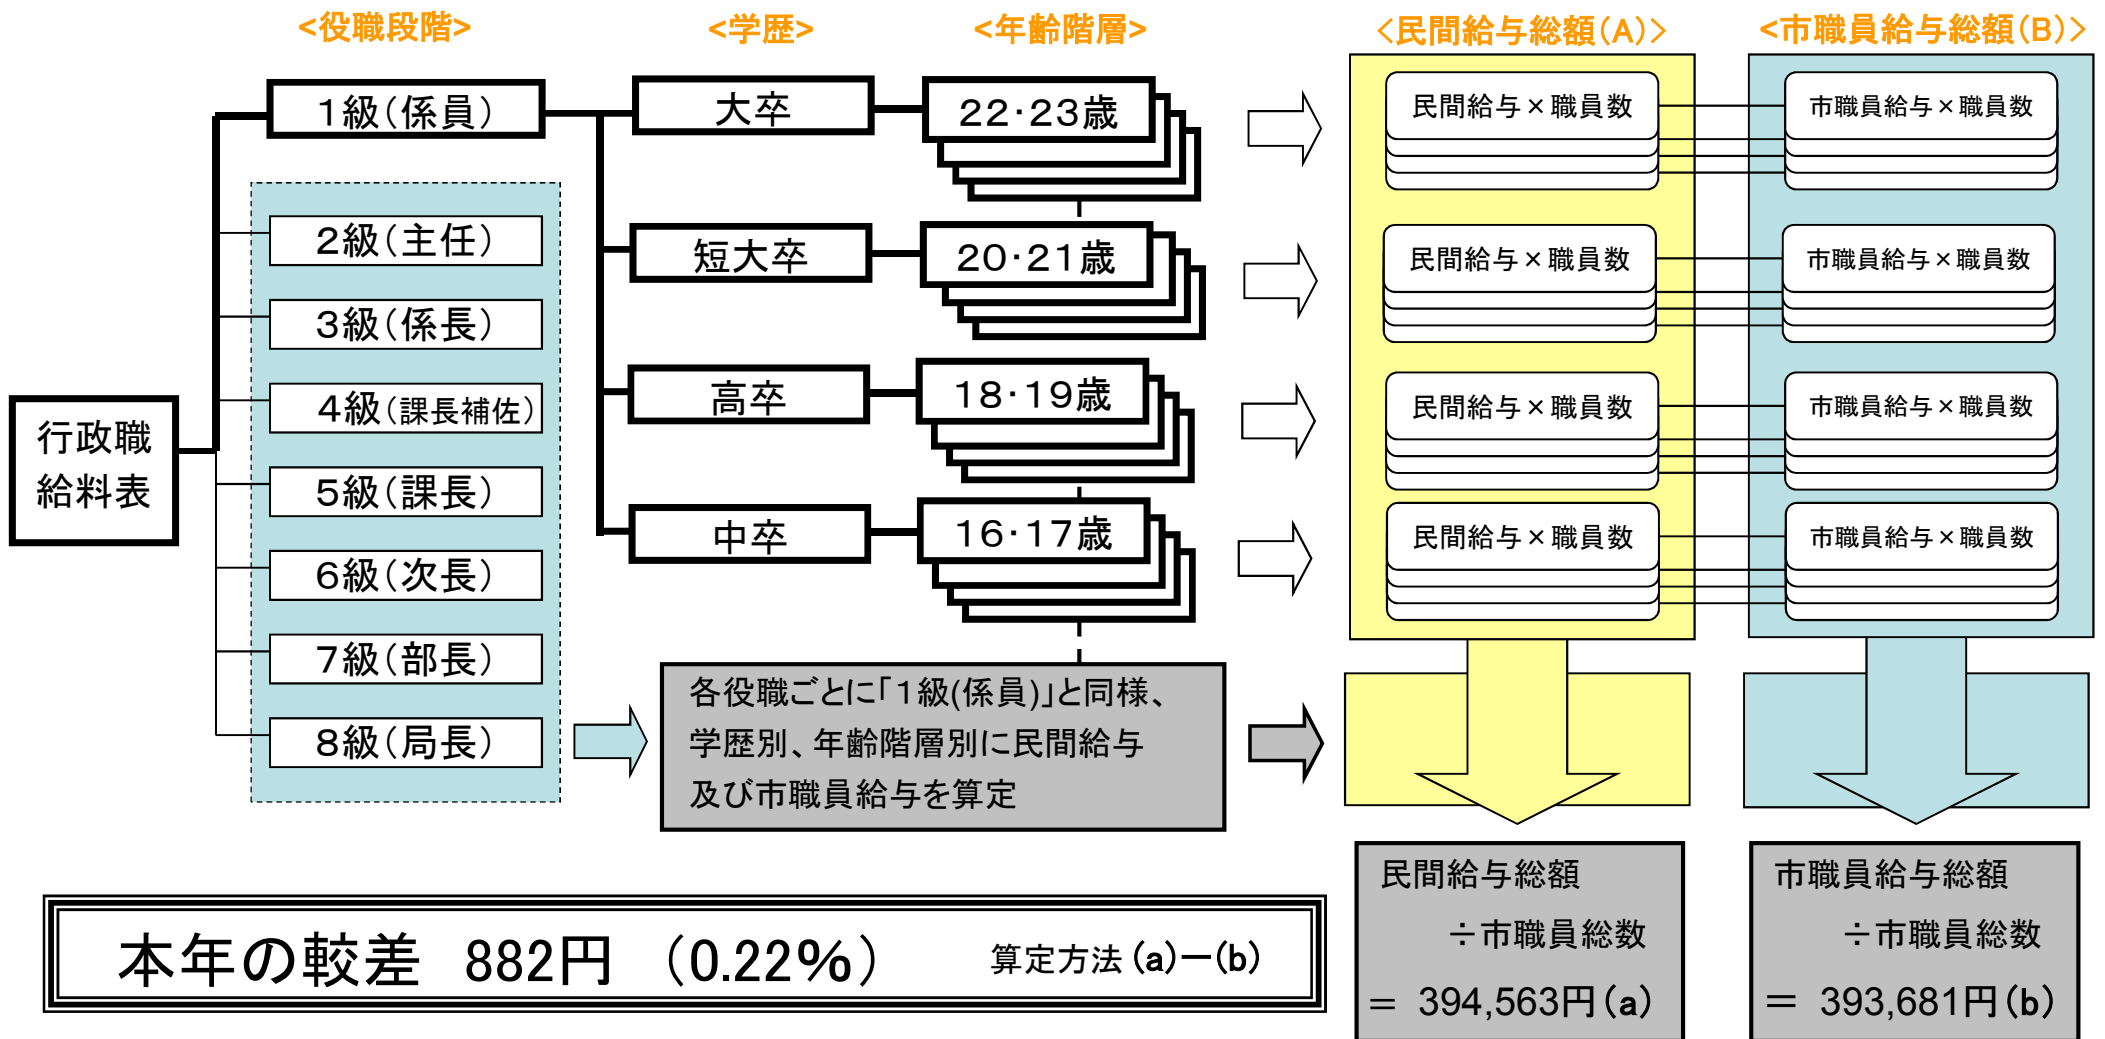 <役職段階>
<学歴>
<年齢階層>
<民間給与総額(A)>
<市職員給与総額(B)>
行政職
給料表
1級(係員)
2級(主任)
3級(係長)
4級(課長補佐)
5級(課長)
6級(次長)
7級(部長)
8級(局長)
大卒
22・23歳
民間給与×職員数
市職員給与×職員数
短大卒
20・21歳
民間給与×職員数
市職員給与×職員数
高卒
18・19歳
民間給与×職員数
市職員給与×職員数
中卒
16・17歳
民間給与×職員数
市職員給与×職員数
各役職ごとに「1級(係員)」と同様、
学歴別、年齢階層別に民間給与
及び市職員給与を算定
民間給与総額
÷市職員総数
= 394,563円(a)
市職員給与総額
÷市職員総数
= 393,681円(b)
本年の較差 882円 (0.22%) 算定方法(a)ー(b)